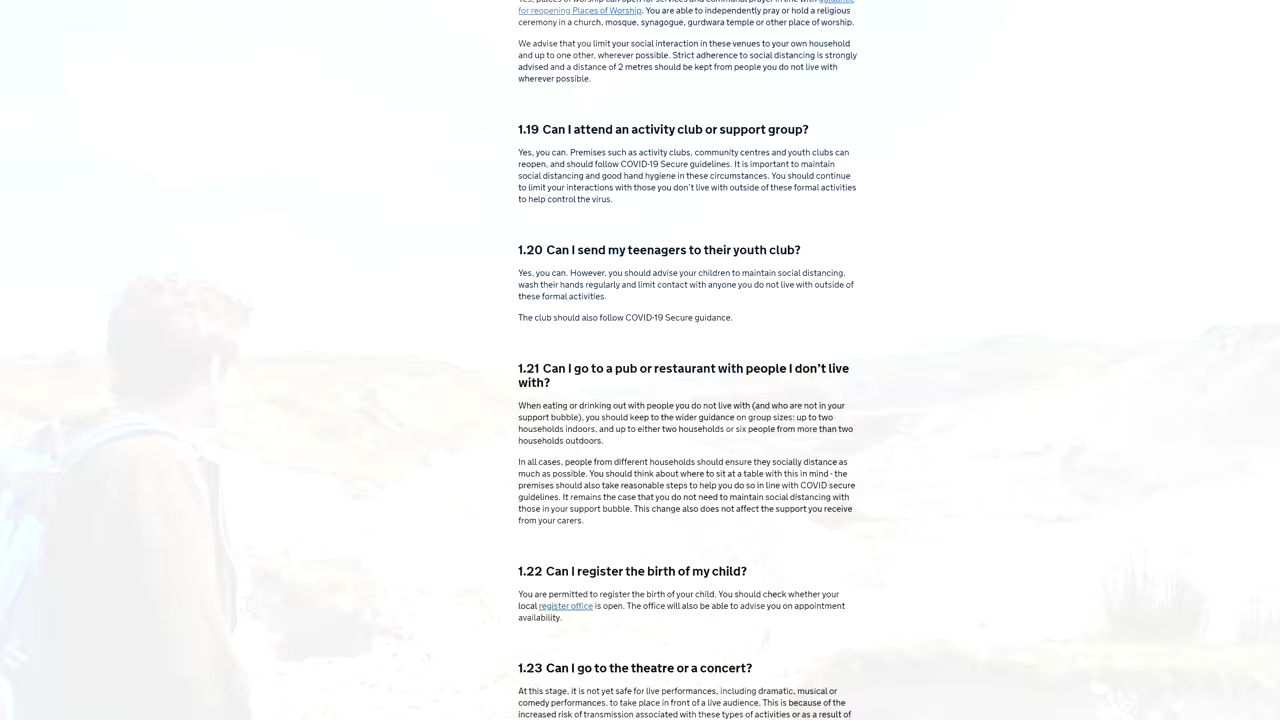 for reopening Places of Worship. You are able to independently pray or hold a religious
ceremony in a church, mosque, synagogue, gurdwara temple or other place of worship.
We advise that you limit your social interaction in these venues to your own household
and up to one other, wherever possible. Strict adherence to social distancing is strongly
advised and a distance of 2 metres should be kept from people you do not live with
wherever possible.
1.19 Can I attend an activity club or support group?
Yes, you can. Premises such as activity clubs, community centres and youth clubs can
reopen, and should follow COVID-19 Secure guidelines. It is important to maintain
social distancing and good hand hygiene in these circumstances. You should continue
to limit your interactions with those you don't live with outside of these formal activities
to help control the virus.
1.20 Can I send my teenagers to their youth club?
Yes, you can. However, you should advise your children to maintain social distancing,
wash their hands regularly and limit contact with anyone you do not live with outside of
these formal activities.
The club should also follow COVID-19 Secure guidance.
1.21 Can I go to a pub or restaurant with people I don't live
with?
When eating or drinking out with people you do not live with (and who are not in your
support bubble), you should keep to the wider guidance on group sizes: up to two
households indoors, and up to either two households or six people from more than two
households outdoors.
In all cases, people from different households should ensure they socially distance as
much as possible. You should think about where to sit at a table with this in mind - the
premises should also take reasonable steps to help you do so in line with COVID secure
guidelines. It remains the case that you do not need to maintain social distancing with
those in your support bubble. This change also does not affect the support you receive
from your carers.
1.22 Can I register the birth of my child?
You are permitted to register the birth of your child. You should check whether your
local register office is open. The office will also be able to advise you on appointment
availability.
1.23 Can I go to the theatre or a concert?
At this stage, it is not yet safe for live performances, including dramatic, musical or
comedy performances, to take place in front of a live audience. This is because of the
increased risk of transmission associated with these types of activities or as a result of